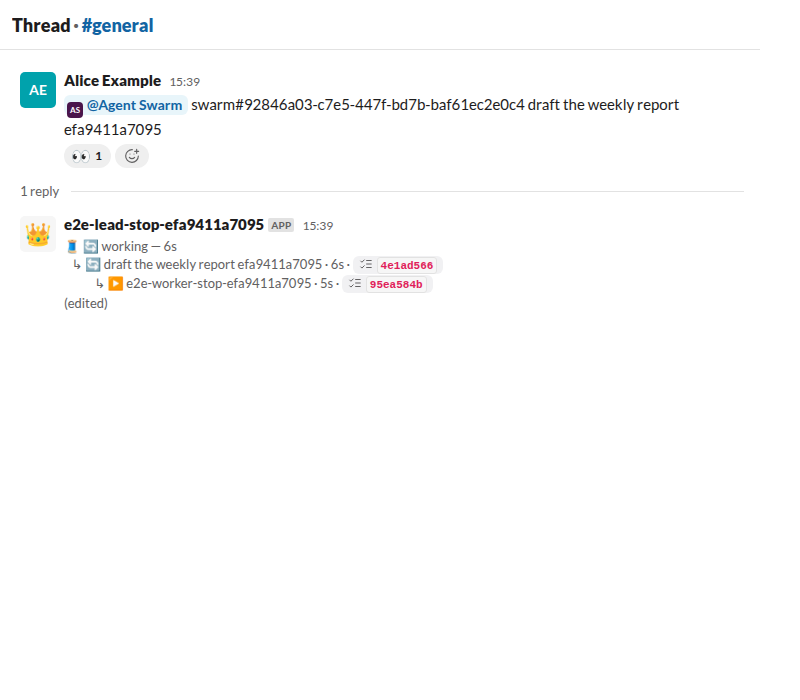 Thread • #general
AE
Alice Example 15:39
AS @Agent Swarm swarm#92846a03-c7e5-447f-bd7b-baf61ec2e0c4 draft the weekly report
efa9411a7095
👀 1
1 reply
e2e-lead-stop-efa9411a7095 APP 15:39
🧵 🔄 working — 6s
↳ 🔄 draft the weekly report efa9411a7095 · 6s · 4e1ad566
↳ ▶️ e2e-worker-stop-efa9411a7095 · 5s · 95ea584b
(edited)